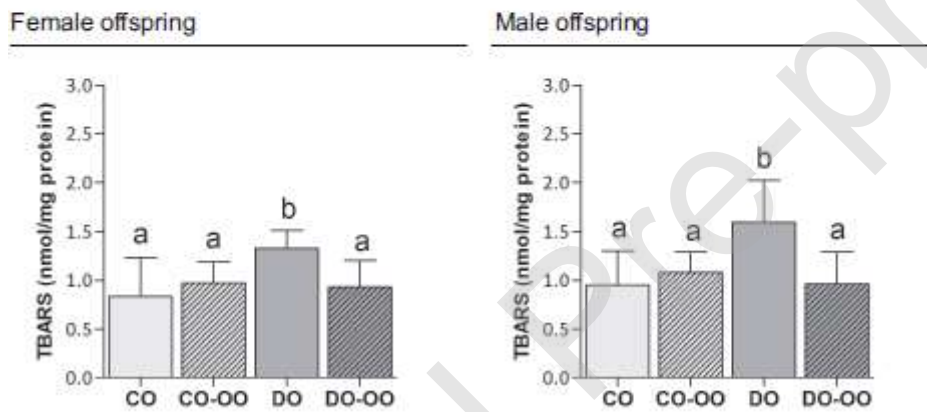 Female offspring
TBARS (nmol/mg protein)
3.0
2.5
2.0
1.5
1.0
0.5
0.0
a
a
b
a
CO
CO-OO
DO
DO-OO
Male offspring
TBARS (nmol/mg protein)
3.0
2.5
2.0
1.5
1.0
0.5
0.0
a
a
b
a
CO
CO-OO
DO
DO-OO
l Pre-pr